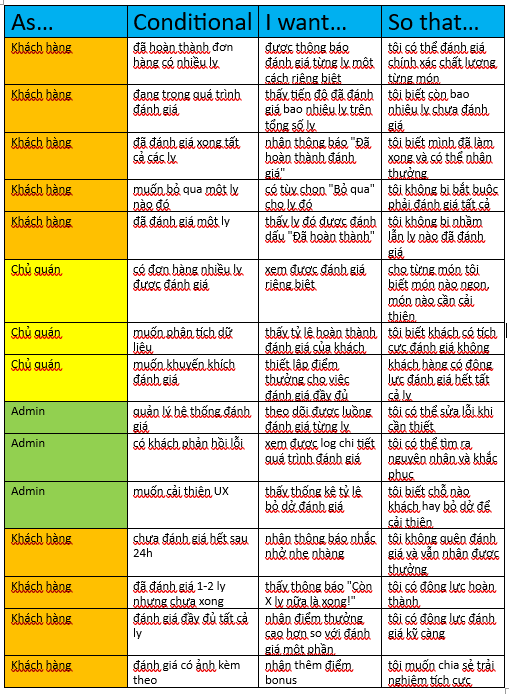 As... Conditional I want... So that...
Khách hàng đã hoàn thành đơn được thông báo tôi có thể đánh giá
hàng có nhiều ly đánh giá từng ly một chính xác chất lượng
cách riêng biệt từng món
Khách hàng đang trong quá trình thấy tiến độ đã đánh tôi biết còn bao
đánh giá giá bao nhiêu ly trên nhiêu ly chưa đánh
tổng số ly giá
Khách hàng đã đánh giá xong tất nhận thông báo "Đã tôi biết mình đã làm
cả các ly hoàn thành đánh xong và có thể nhận
giá" thưởng
Khách hàng muốn bỏ qua một ly có tùy chọn "Bỏ qua" tôi không bị bắt buộc
nào đó cho ly đó phải đánh giá tất cả
Khách hàng đã đánh giá một ly thấy ly đó được đánh tôi không bị nhầm
dấu "Đã hoàn thành" lẫn ly nào đã đánh
giá
Chủ quán có đơn hàng nhiều ly xem được đánh giá cho từng món tôi
được đánh giá riêng biệt biết món nào ngon,
món nào cần cải
thiện
Chủ quán muốn phân tích dữ thấy tỷ lệ hoàn thành tôi biết khách có tích
liệu đánh giá của khách cực đánh giá không
Chủ quán muốn khuyến khích thiết lập điểm khách hàng có động
đánh giá thưởng cho việc lực đánh giá hết tất
đánh giá đầy đủ cả ly
Admin quản lý hệ thống đánh theo dõi được luồng tôi có thể sửa lỗi khi
giá đánh giá từng ly cần thiết
Admin có khách phản hồi lỗi xem được log chi tiết tôi có thể tìm ra
quá trình đánh giá nguyên nhân và khắc
phục
Admin muốn cải thiện UX thấy thống kê tỷ lệ tôi biết chỗ nào
bỏ dở đánh giá khách hay bỏ dở để
cải thiện
Khách hàng chưa đánh giá hết sau nhận thông báo nhắc tôi không quên đánh
24h nhở nhẹ nhàng giá và vẫn nhận được
thưởng
Khách hàng đã đánh giá 1-2 ly thấy thông báo "Còn tôi có động lực hoàn
nhưng chưa xong X ly nữa là xong!" thành
Khách hàng đánh giá đầy đủ tất cả nhận điểm thưởng tôi có động lực đánh
ly cao hơn so với đánh giá kỹ càng
giá một phần
Khách hàng đánh giá có ảnh kèm nhận thêm điểm tôi muốn chia sẻ trải
theo bonus nghiệm tích cực